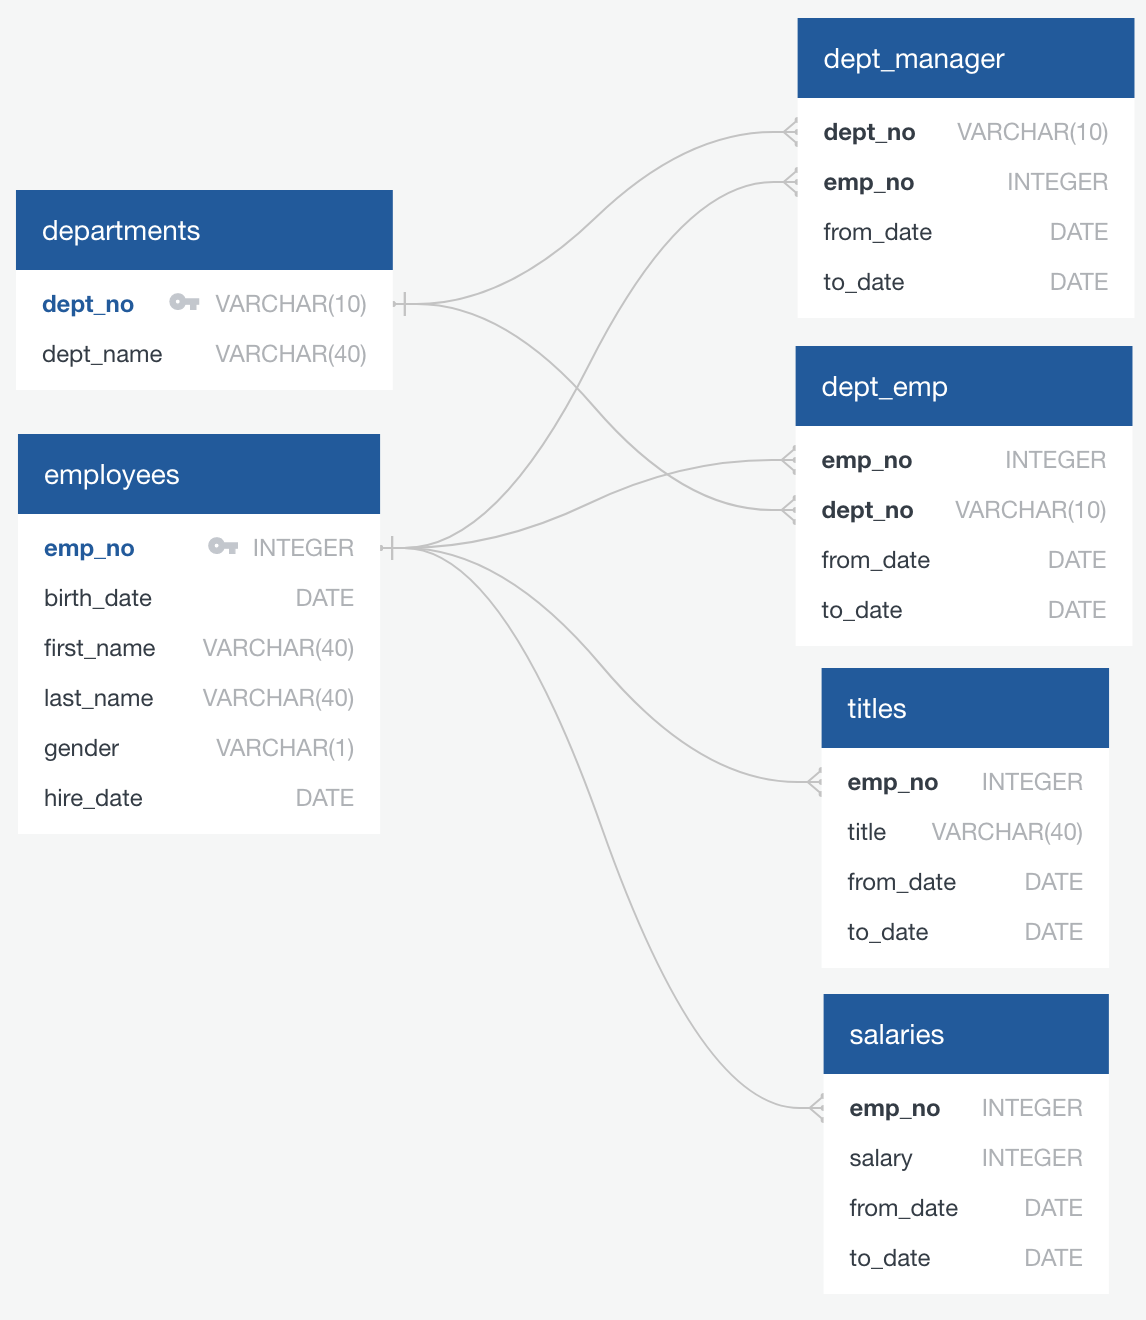 departments
dept_no VARCHAR(10)
dept_name VARCHAR(40)
employees
emp_no INTEGER
birth_date DATE
first_name VARCHAR(40)
last_name VARCHAR(40)
gender VARCHAR(1)
hire_date DATE
dept_manager
dept_no VARCHAR(10)
emp_no INTEGER
from_date DATE
to_date DATE
dept_emp
emp_no INTEGER
dept_no VARCHAR(10)
from_date DATE
to_date DATE
titles
emp_no INTEGER
title VARCHAR(40)
from_date DATE
to_date DATE
salaries
emp_no INTEGER
salary INTEGER
from_date DATE
to_date DATE